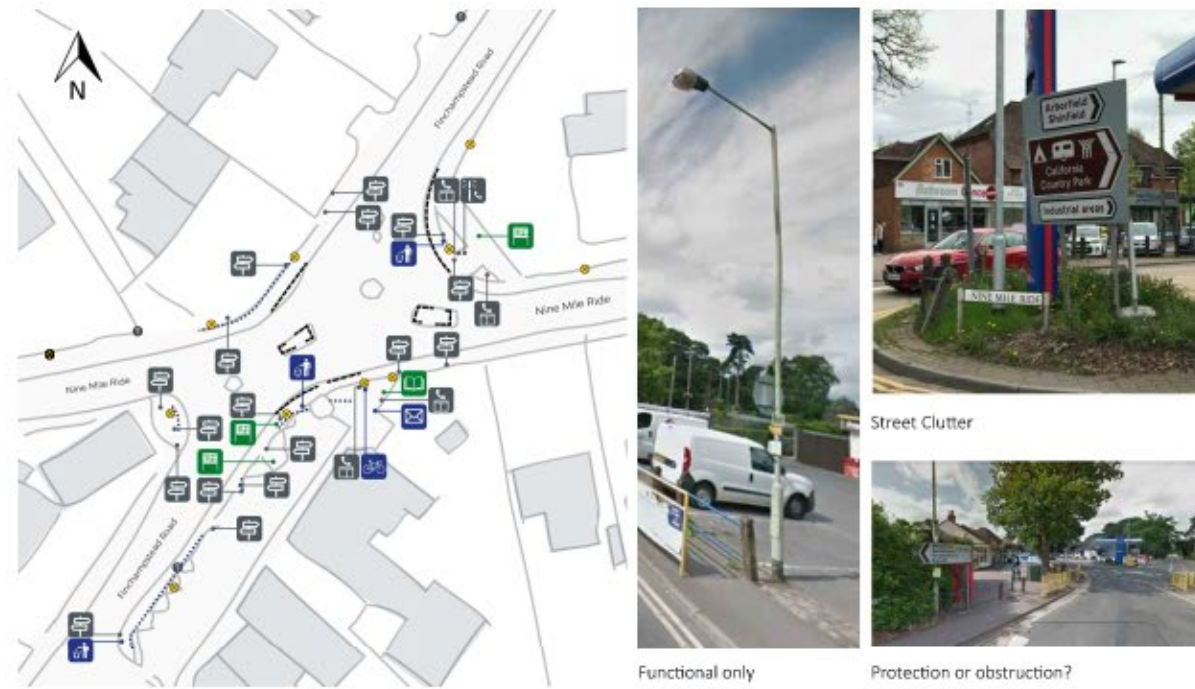 N
Finchampstead Road
Finchampstead Road
Nine Mile Ride
Nine Mile Ride
Arborfield
Shinfield
California
Country Park
Industrial areas
NINE MILE RIDE
Functional only
Street Clutter
Protection or obstruction?